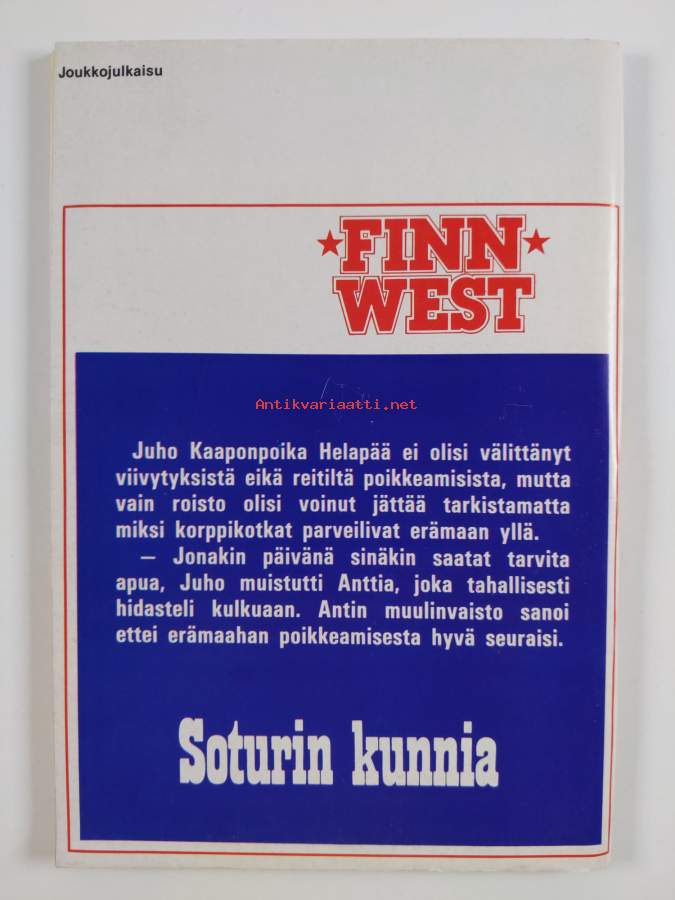 Joukkojulkaisu
★FINN★
WEST
Antikvariaatti.net
Juho Kaaponpoika Helapää ei olisi välittänyt
viivytyksistä eikä reitiltä poikkeamisista, mutta
vain roisto olisi voinut jättää tarkistamatta
miksi korppikotkat parveilivat erämaan yllä.
— Jonakin päivänä sinäkin saatat tarvita
apua, Juho muistutti Anttia, joka tahallisesti
hidasteli kulkuaan. Antin muulinvaisto sanoi
ettei erämaahan poikkeamisesta hyvä seuraisi.
Soturin kunnia